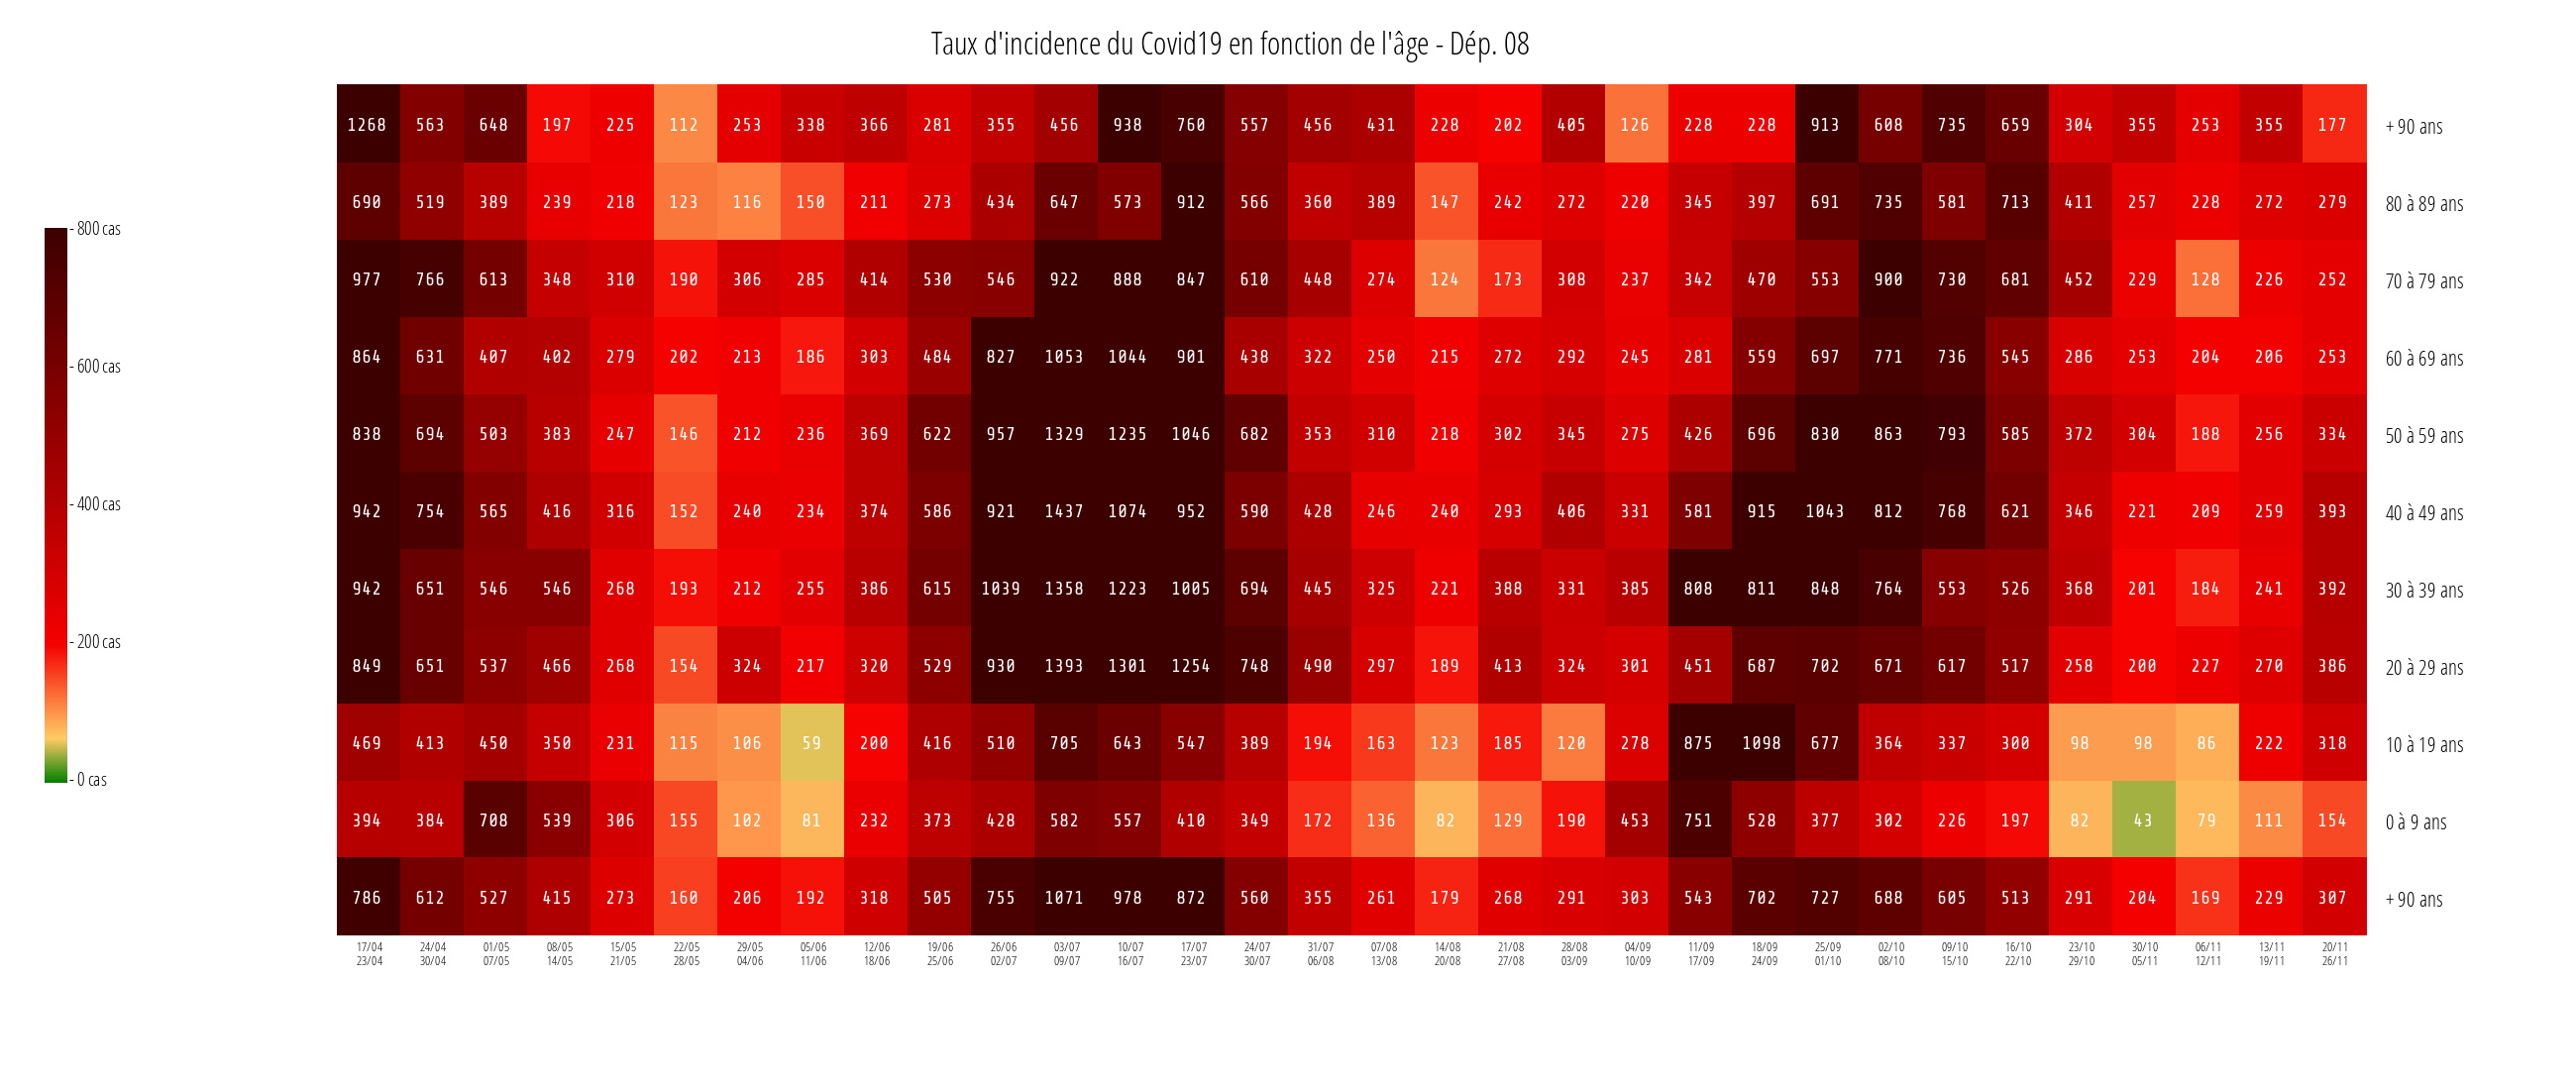 Taux d'incidence du Covid19 en fonction de l'âge - Dép. 08
1268 563 648 197 225 112 253 338 366 281 355 456 938 760 557 456 431 228 202 405 126 228 228 913 608 735 659 304 355 253 355 177 + 90 ans
690 519 389 239 218 123 116 150 211 273 434 647 573 912 566 360 389 147 242 272 220 345 397 691 735 581 713 411 257 228 272 279 80 à 89 ans
- 800 cas
977 766 613 348 310 190 306 285 414 530 546 922 888 847 610 448 274 124 173 308 237 342 470 553 900 730 681 452 229 128 226 252 70 à 79 ans
864 631 407 402 279 202 213 186 303 484 827 1053 1044 901 438 322 250 215 272 292 245 281 559 697 771 736 545 286 253 204 206 253 60 à 69 ans
- 600 cas
838 694 503 383 247 146 212 236 369 622 957 1329 1235 1046 682 353 310 218 302 345 275 426 696 830 863 793 585 372 304 188 256 334 50 à 59 ans
- 400 cas
942 754 565 416 316 152 240 234 374 586 921 1437 1074 952 590 428 246 240 293 406 331 581 915 1043 812 768 621 346 221 209 259 393 40 à 49 ans
942 651 546 546 268 193 212 255 386 615 1039 1358 1223 1005 694 445 325 221 388 331 385 808 811 848 764 553 526 368 201 184 241 392 30 à 39 ans
- 200 cas
849 651 537 466 268 154 324 217 320 529 930 1393 1301 1254 748 490 297 189 413 324 301 451 687 702 671 617 517 258 200 227 270 386 20 à 29 ans
469 413 450 350 231 115 106 59 200 416 510 705 643 547 389 194 163 123 185 120 278 875 1098 677 364 337 300 98 98 86 222 318 10 à 19 ans
- 0 cas
394 384 708 539 306 155 102 81 232 373 428 582 557 410 349 172 136 82 129 190 453 751 528 377 302 226 197 82 43 79 111 154 0 à 9 ans
786 612 527 415 273 160 206 192 318 505 755 1071 978 872 560 355 261 179 268 291 303 543 702 727 688 605 513 291 204 169 229 307 + 90 ans
17/04 24/04 01/05 08/05 15/05 22/05 29/05 05/06 12/06 19/06 26/06 03/07 10/07 17/07 24/07 31/07 07/08 14/08 21/08 28/08 04/09 11/09 18/09 25/09 02/10 09/10 16/10 23/10 30/10 06/11 13/11 20/11
23/04 30/04 07/05 14/05 21/05 28/05 04/06 11/06 18/06 25/06 02/07 09/07 16/07 23/07 30/07 06/08 13/08 20/08 27/08 03/09 10/09 17/09 24/09 01/10 08/10 15/10 22/10 29/10 05/11 12/11 19/11 26/11